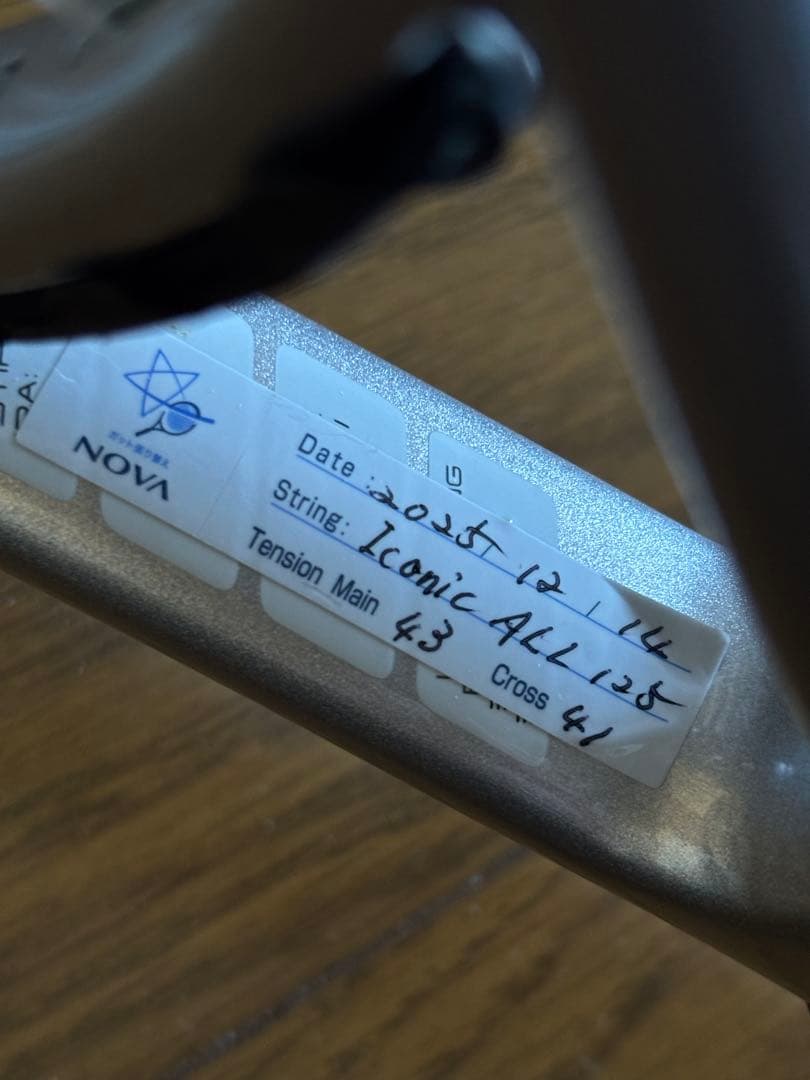 ガット張り替え
NOVA
Date : 2025, 12, 14
String: Iconic ALL 125
Tension Main 43 Cross 41